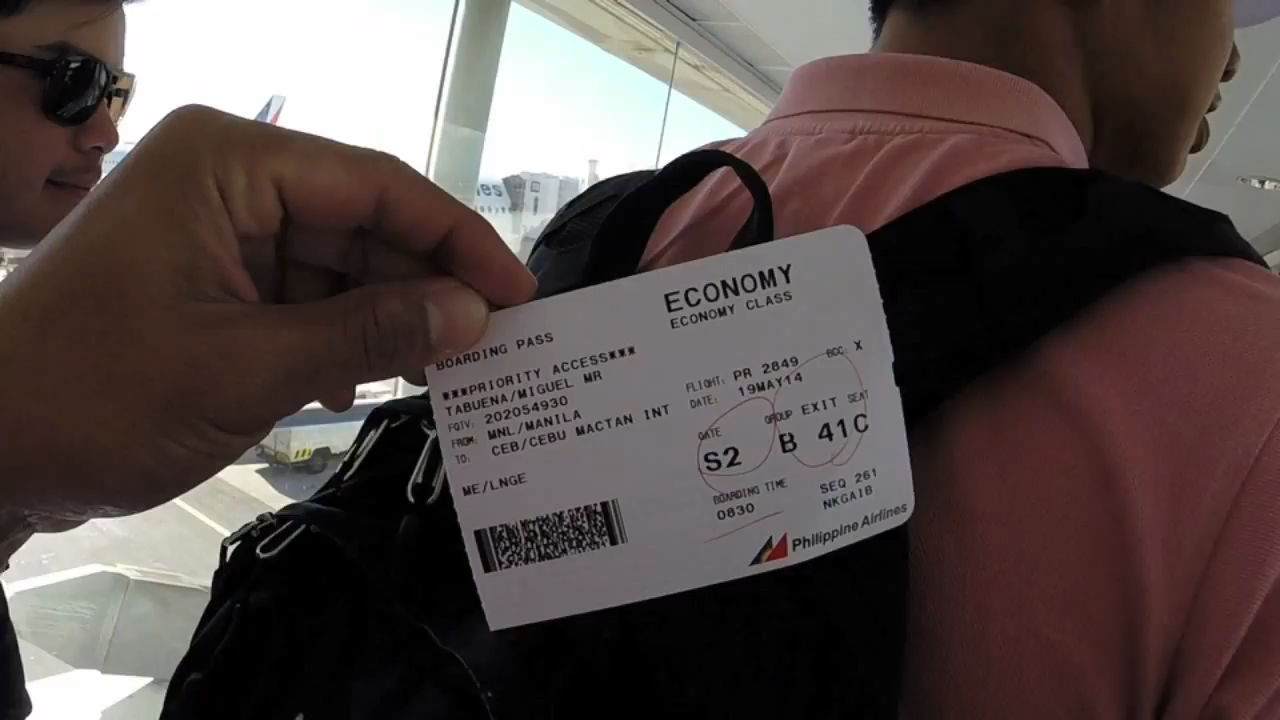 ies
ECONOMY
ECONOMY CLASS
BOARDING PASS
***PRIORITY ACCESS***
TABUENA/MIGUEL MR
FQTV: 202054930
FROM: MNL/MANILA
TO: CEB/CEBU MACTAN INT
ME/LNGE
FLIGHT: PR 2849
DATE: 19MAY14
BCC: X
GATE GROUP EXIT SEAT
S2 B 41C
BOARDING TIME
0830
SEQ 261
NKGAIB
Philippine Airlines